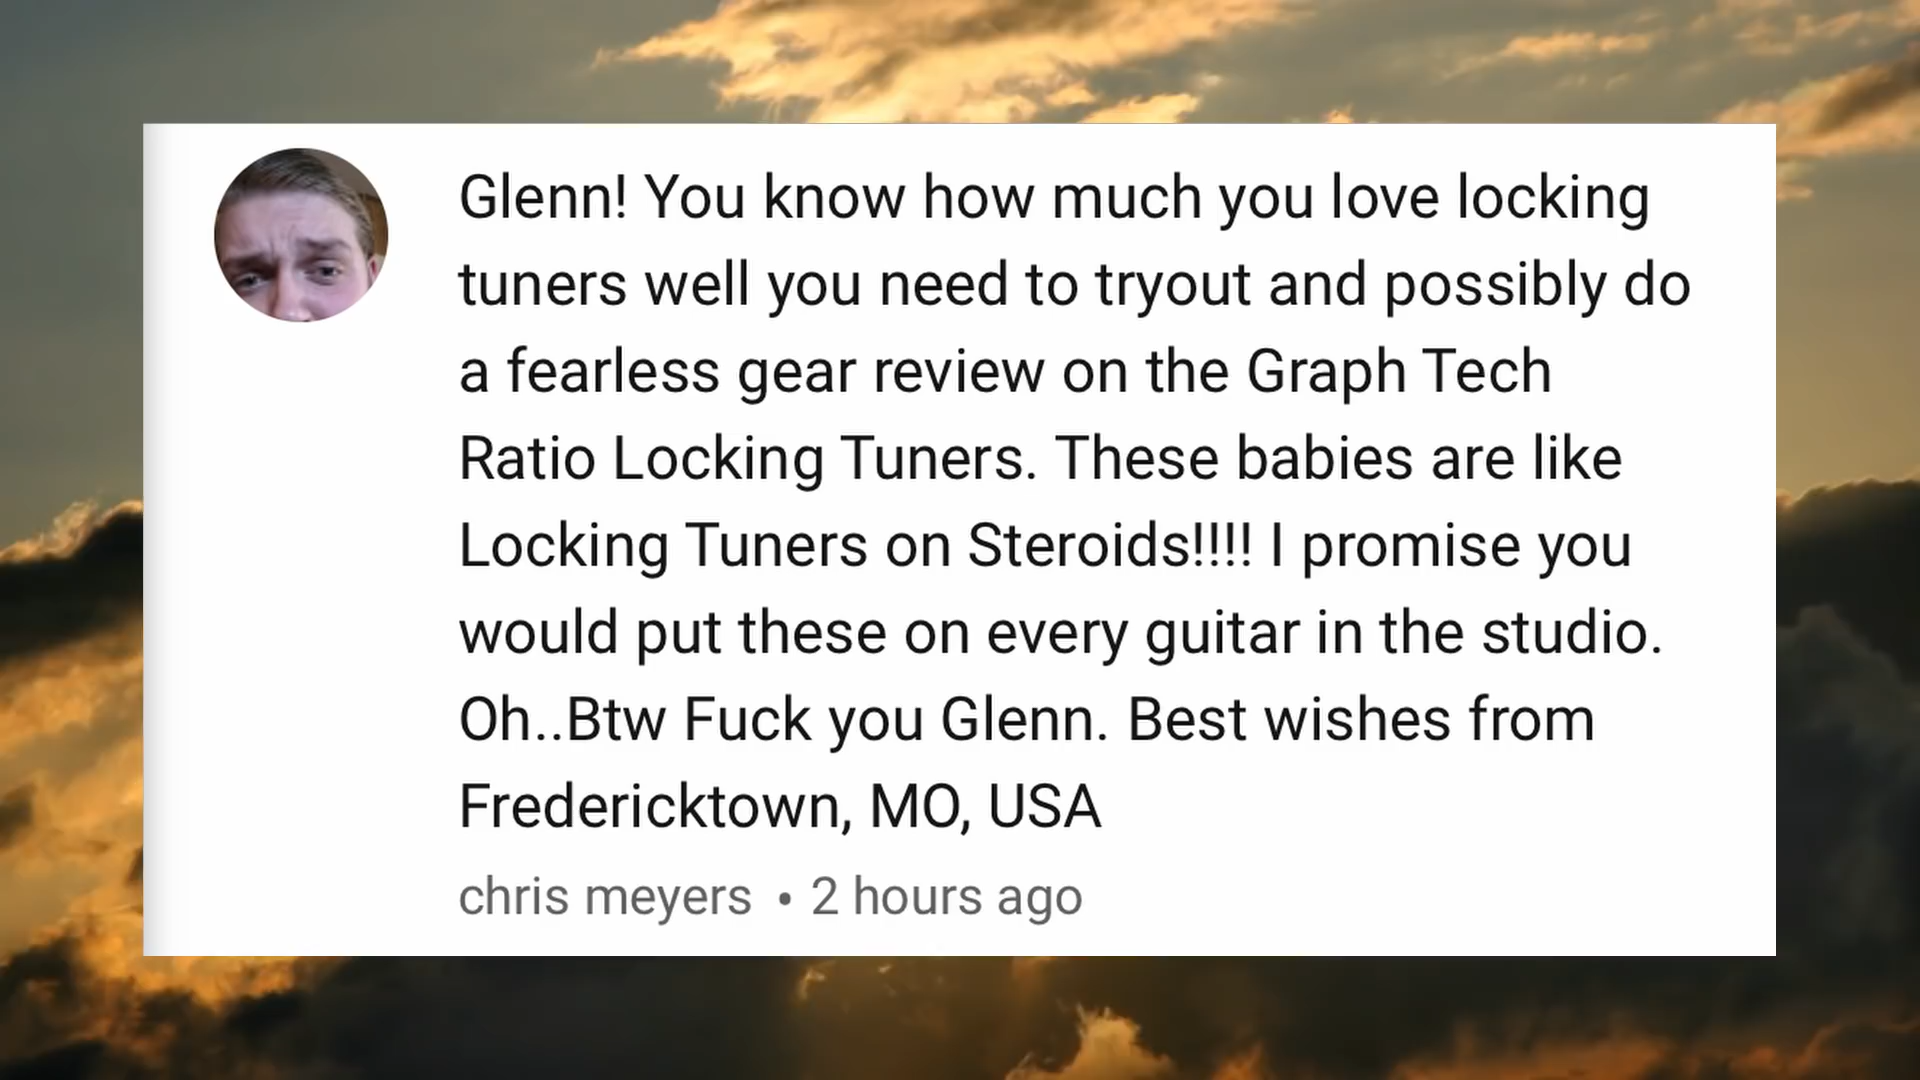 Glenn! You know how much you love locking
tuners well you need to tryout and possibly do
a fearless gear review on the Graph Tech
Ratio Locking Tuners. These babies are like
Locking Tuners on Steroids!!!! I promise you
would put these on every guitar in the studio.
Oh..Btw Fuck you Glenn. Best wishes from
Fredericktown, MO, USA
chris meyers • 2 hours ago